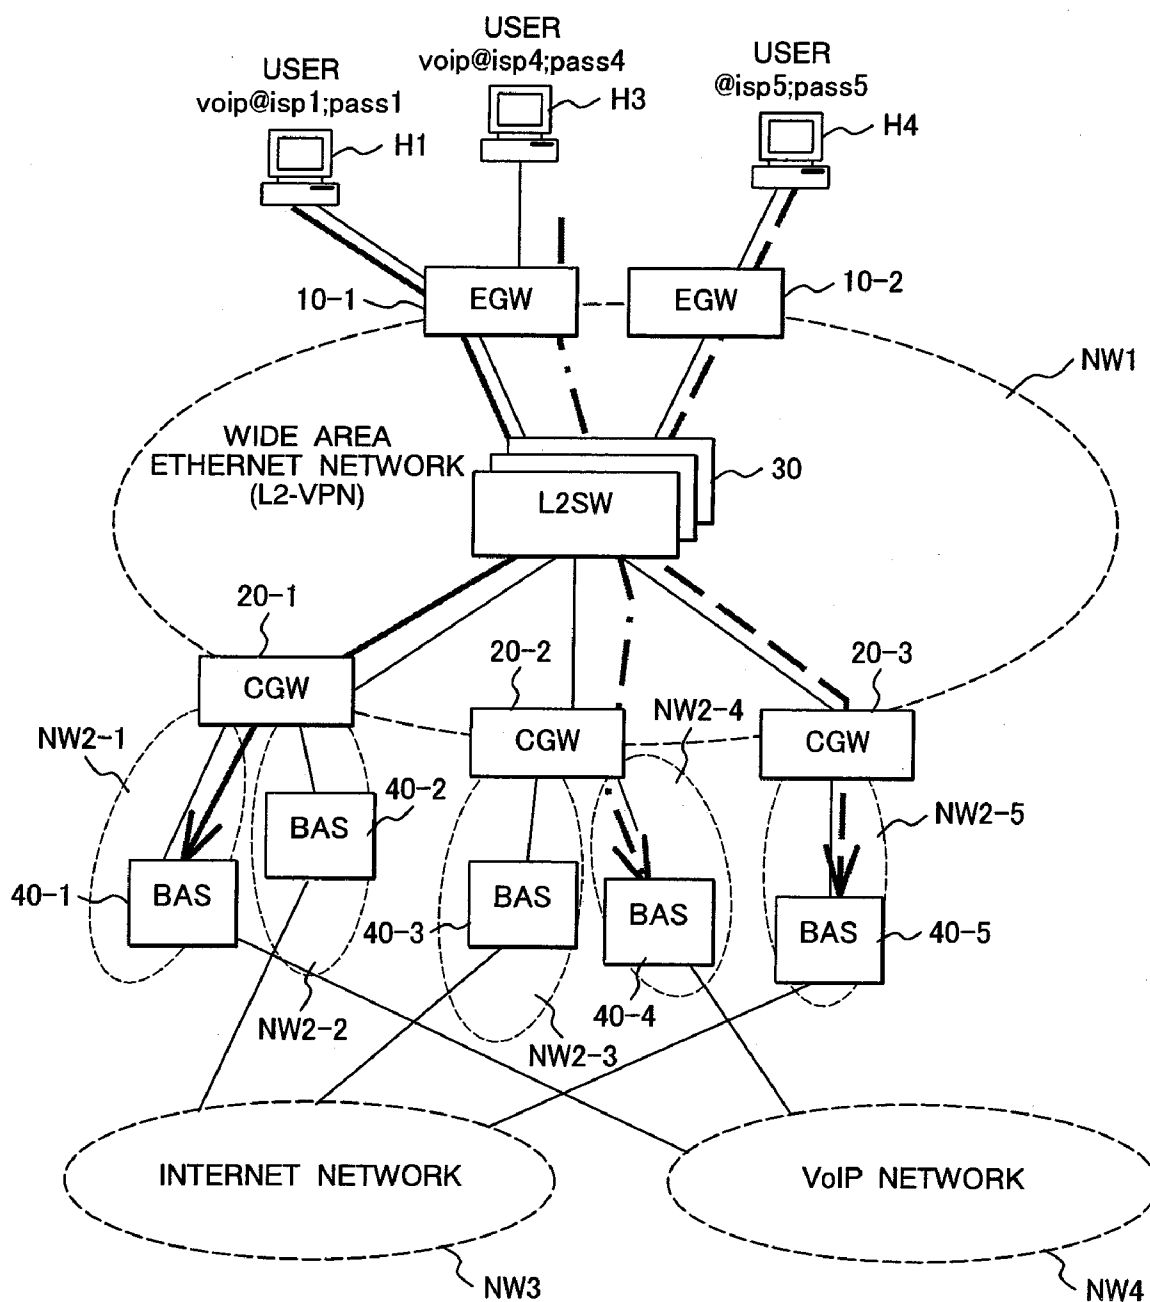 USER
voip@isp4;pass4
USER
voip@isp1;pass1
USER
@isp5;pass5
H1
H3
H4
10-1
EGW
EGW
10-2
NW1
WIDE AREA
ETHERNET NETWORK
(L2-VPN)
30
L2SW
20-1
CGW
20-2
CGW
20-3
CGW
NW2-1
NW2-4
NW2-5
40-2
BAS
40-1
BAS
40-3
BAS
BAS
40-4
BAS
40-5
NW2-2
NW2-3
INTERNET NETWORK
VoIP NETWORK
NW3
NW4